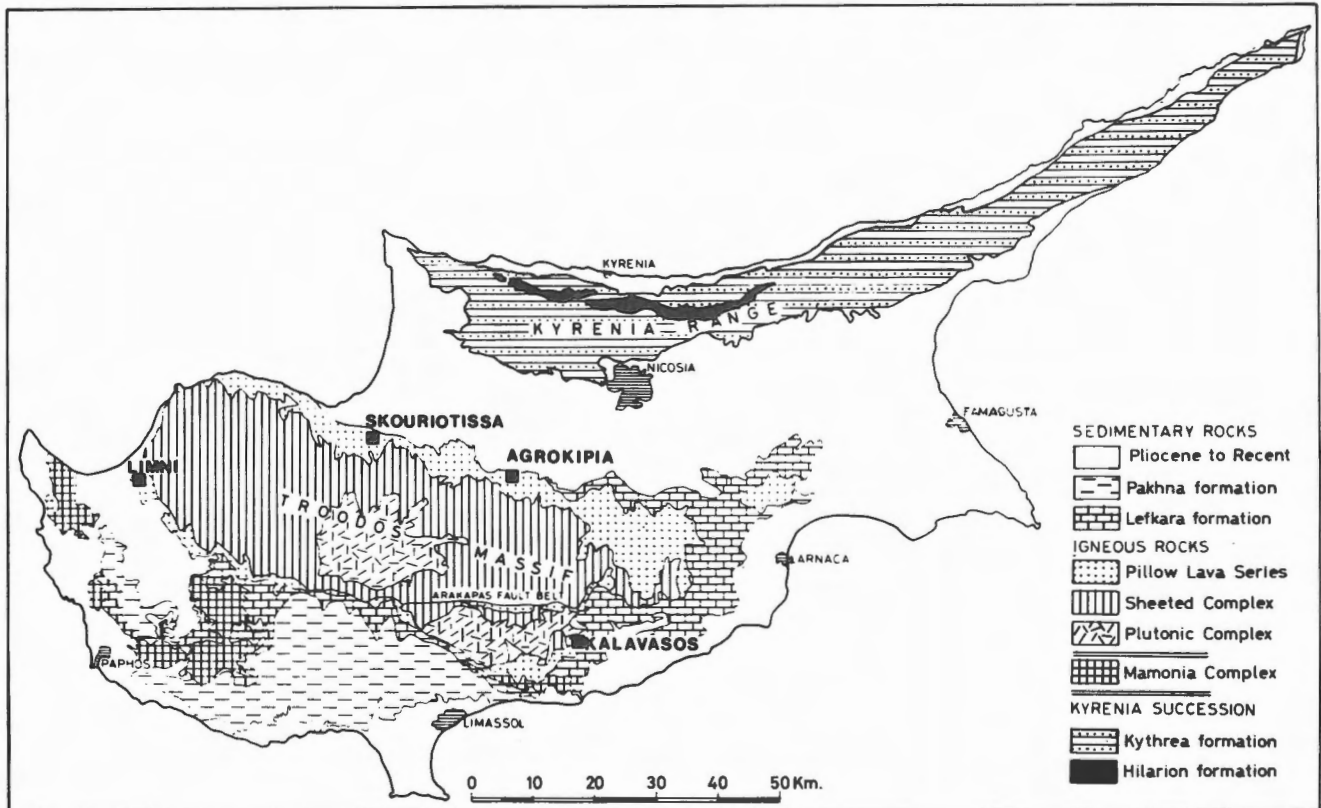 KYRENIA
KYRENIA RANGE
NICOSIA
FAMAGUSTA
SKOURIOTISSA
AGROKIPIA
LIMNI
TROODOS
MASSIF
ARNACA
ARAKAPAS FAULT BELT
KALAVASOS
PAPHOS
LIMASSOL
SEDIMENTARY ROCKS
Pliocene to Recent
Pakhna formation
Lefkara formation
IGNEOUS ROCKS
Pillow Lava Series
Sheeted Complex
Plutonic Complex
Mamonia Complex
KYRENIA SUCCESSION
Kythrea formation
Hilarion formation
0 10 20 30 40 50 Km.